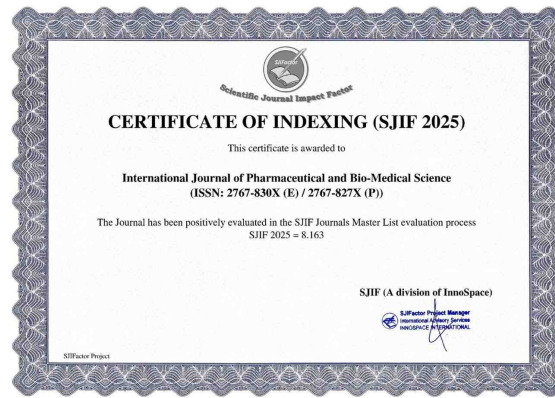 SJIFactor
Scientific Journal Impact Factor
CERTIFICATE OF INDEXING (SJIF 2025)
This certificate is awarded to
International Journal of Pharmaceutical and Bio-Medical Science
(ISSN: 2767-830X (E) / 2767-827X (P))
The Journal has been positively evaluated in the SJIF Journals Master List evaluation process
SJIF 2025 = 8.163
SJIF (A division of InnoSpace)
SJIFactor Project Manager
International Advisory Services
INNOSPACE INTERNATIONAL
SJIFactor Project